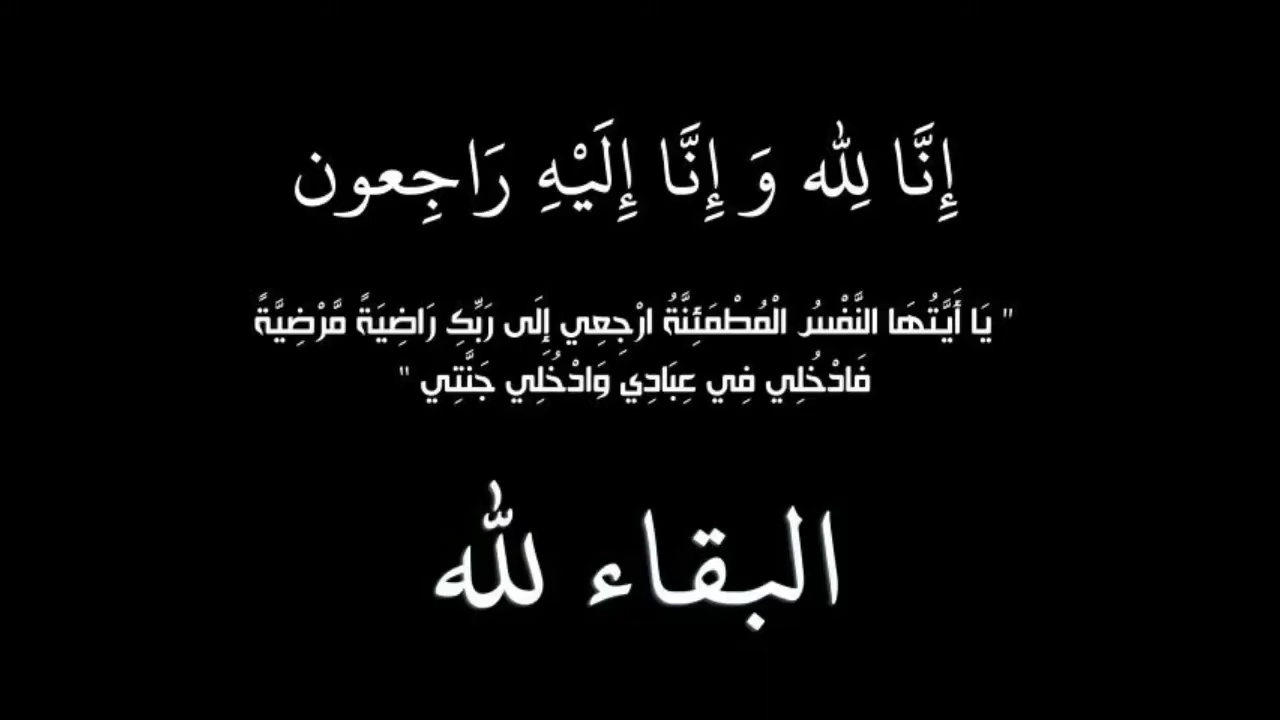 إِنَّا لِلّٰه وَ إِنَّا إِلَيْهِ رَاجِعون
" يَا أَيَّتُهَا النَّفْسُ الْمُطْمَئِنَّةُ ارْجِعِي إِلَى رَبِّكِ رَاضِيَةً مَّرْضِيَّةً
فَادْخُلِي فِي عِبَادِي وَادْخُلِي جَنَّتِي "
البقاء لله